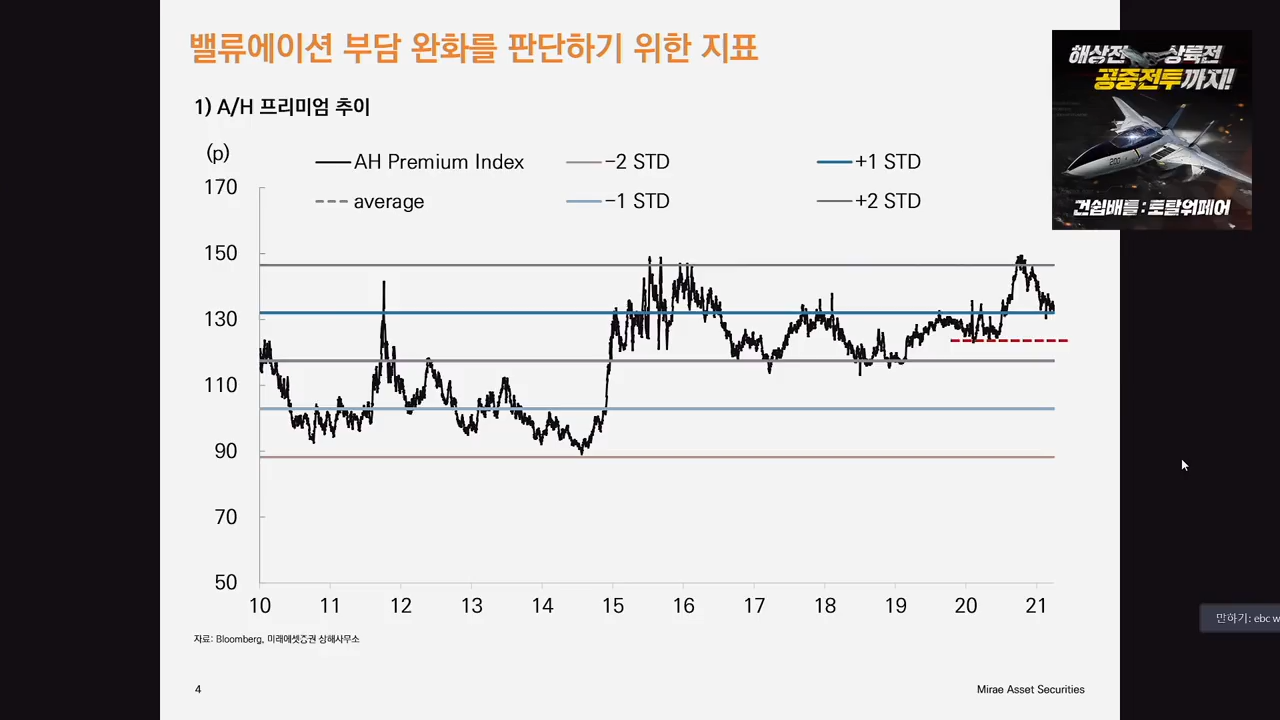 밸류에이션 부담 완화를 판단하기 위한 지표
해상전 상륙전
공중전투까지!
200
건쉽배틀 : 토탈워페어
1) A/H 프리미엄 추이
(p)
AH Premium Index
−2 STD
+1 STD
average
−1 STD
+2 STD
170
150
130
110
90
70
50
10 11 12 13 14 15 16 17 18 19 20 21
자료: Bloomberg, 미래에셋증권 상해사무소
말하기: ebc w
4
Mirae Asset Securities